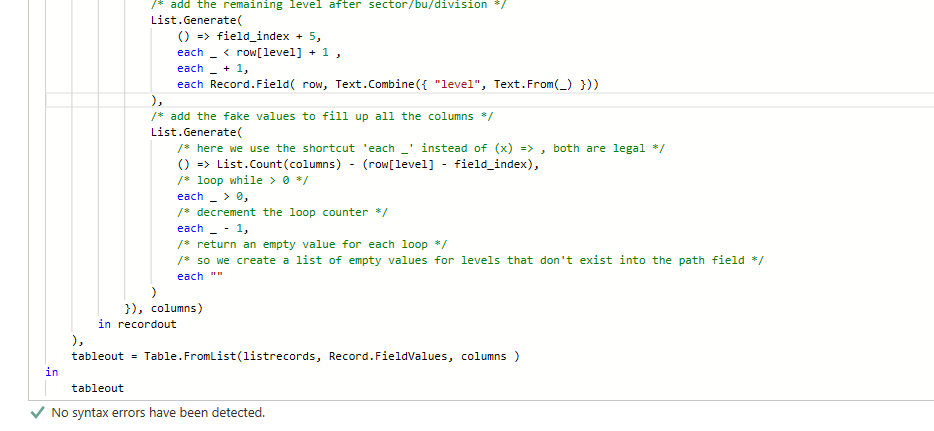 /* add the remaining level after sector/bu/division */
List.Generate(
() => field_index + 5,
each _ < row[level] + 1 ,
each _ + 1,
each Record.Field( row, Text.Combine({ "level", Text.From(_) }))
),
/* add the fake values to fill up all the columns */
List.Generate(
/* here we use the shortcut 'each _' instead of (x) => , both are legal */
() => List.Count(columns) - (row[level] - field_index),
/* loop while > 0 */
each _ > 0,
/* decrement the loop counter */
each _ - 1,
/* return an empty value for each loop */
/* so we create a list of empty values for levels that don't exist into the path field */
each ""
)
}), columns)
in recordout
),
tableout = Table.FromList(listrecords, Record.FieldValues, columns )
in
tableout
No syntax errors have been detected.